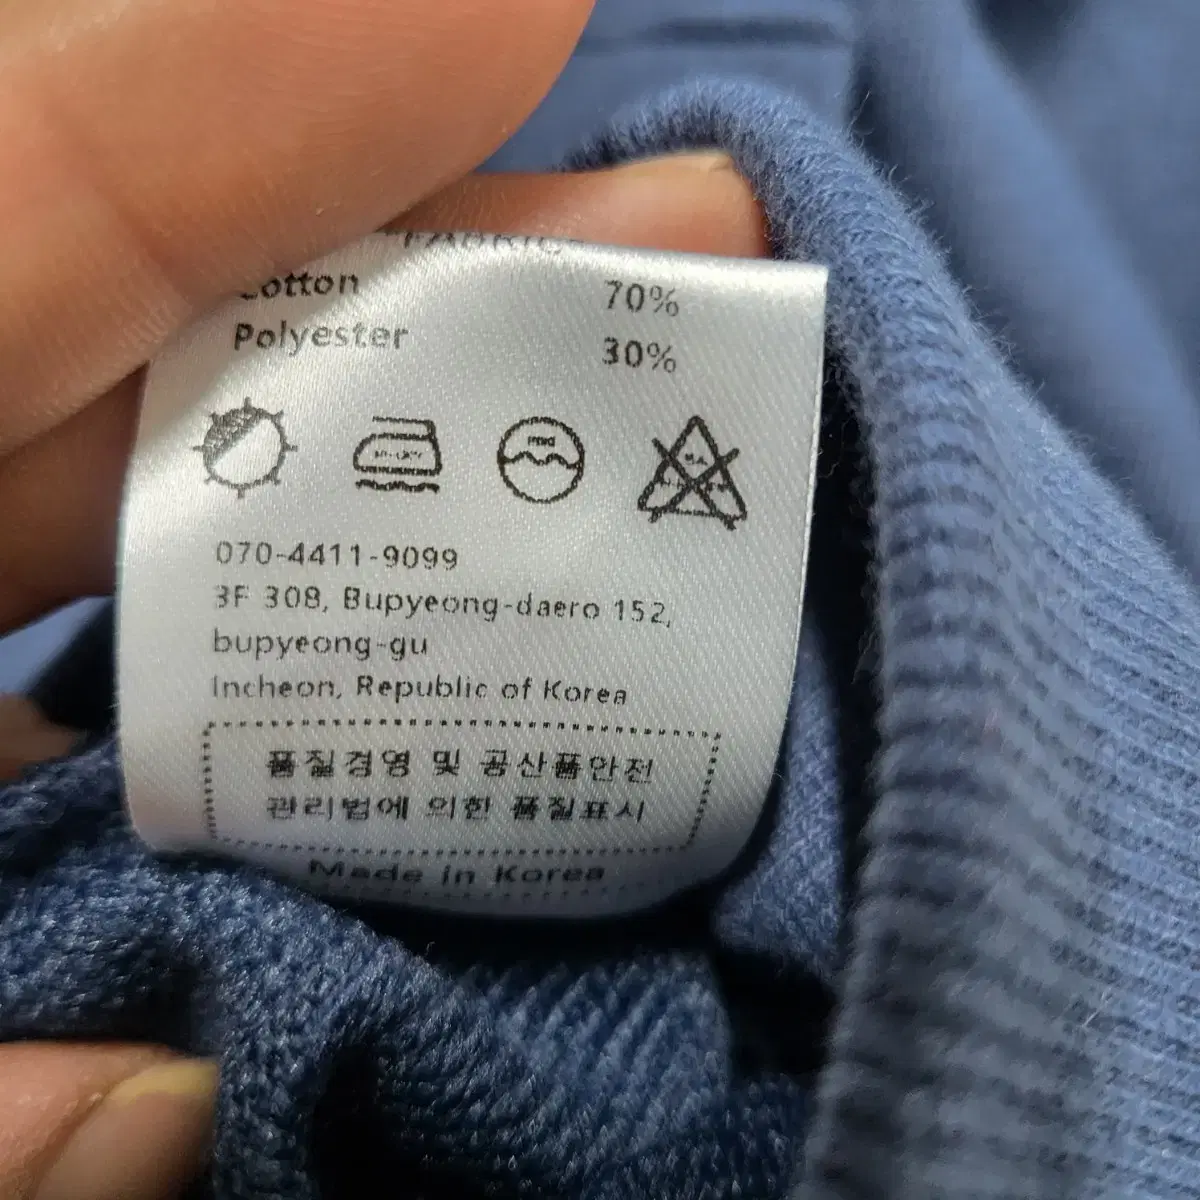 FABRIC
Cotton 70%
Polyester 30%
070-4411-9099
3F 308, Bupyeong-daero 152,
bupyeong-gu
Incheon, Republic of Korea
품질경영 및 공산품안전
관리법에 의한 품질표시
Made in Korea